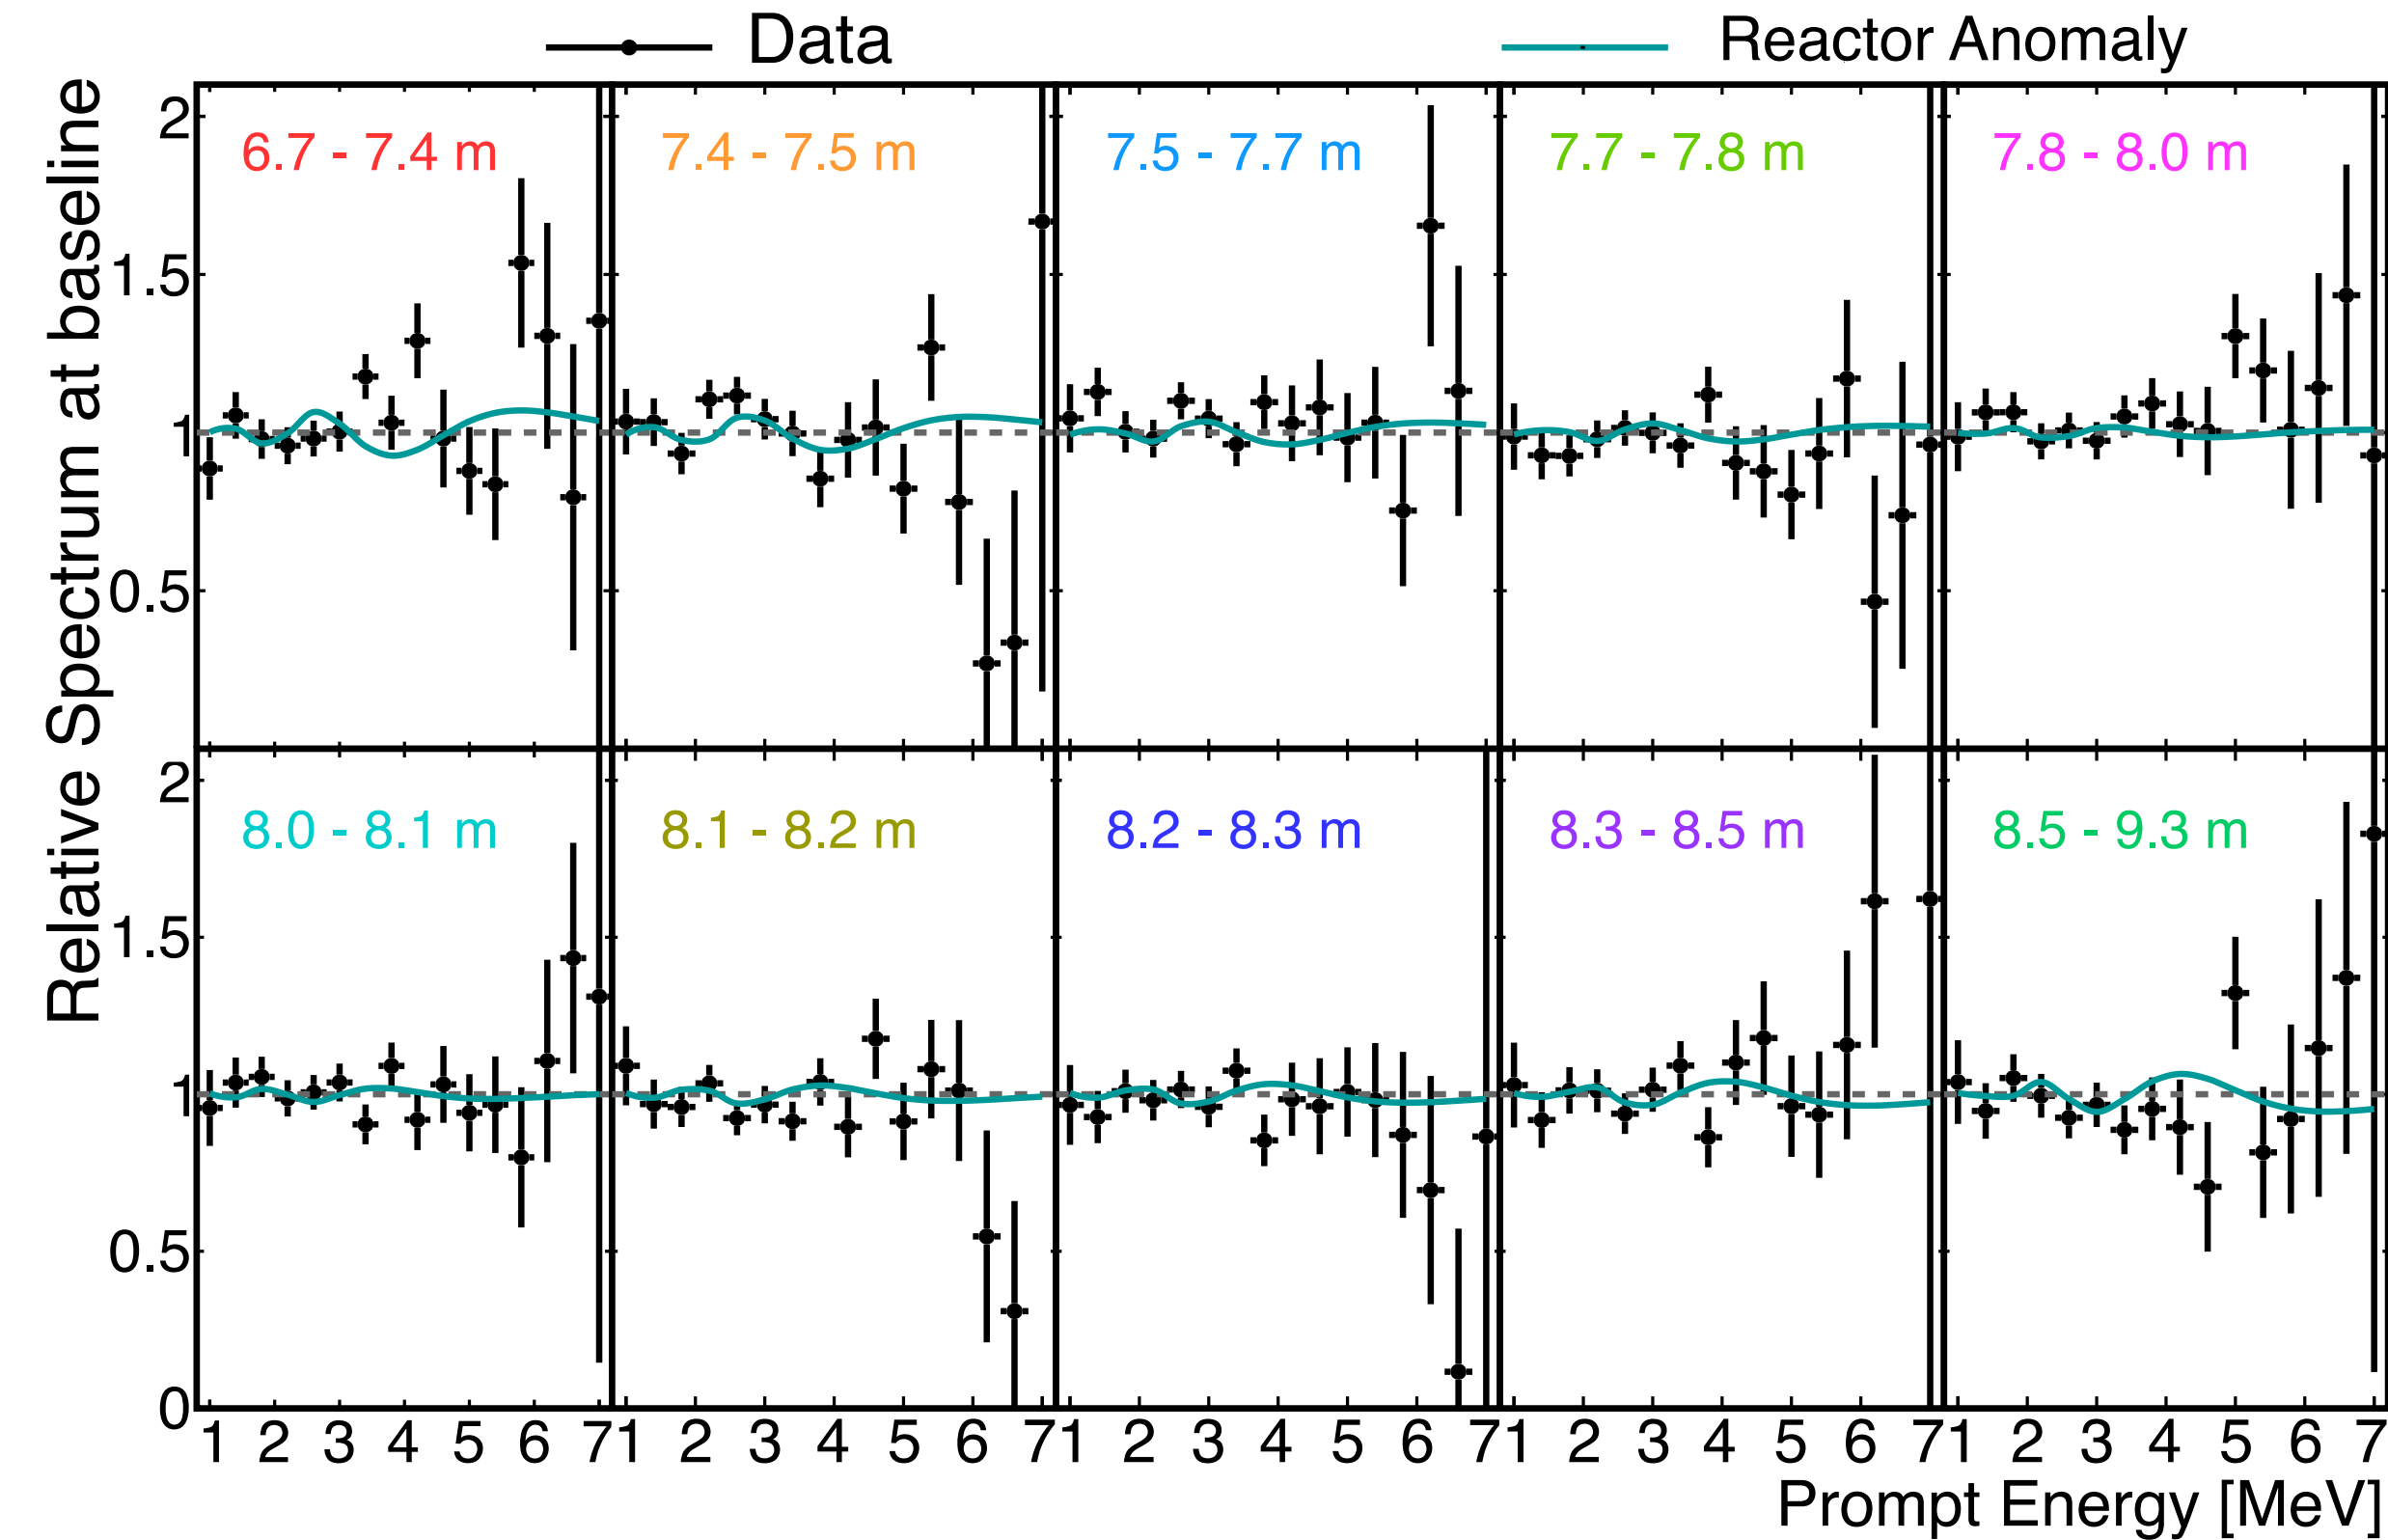 Data Reactor Anomaly
Relative Spectrum at baseline
2
1.5
1
0.5
6.7 - 7.4 m 7.4 - 7.5 m 7.5 - 7.7 m 7.7 - 7.8 m 7.8 - 8.0 m
2
1.5
1
0.5
0
8.0 - 8.1 m 8.1 - 8.2 m 8.2 - 8.3 m 8.3 - 8.5 m 8.5 - 9.3 m
1 2 3 4 5 6 71 2 3 4 5 6 71 2 3 4 5 6 71 2 3 4 5 6 71 2 3 4 5 6 7
Prompt Energy [MeV]